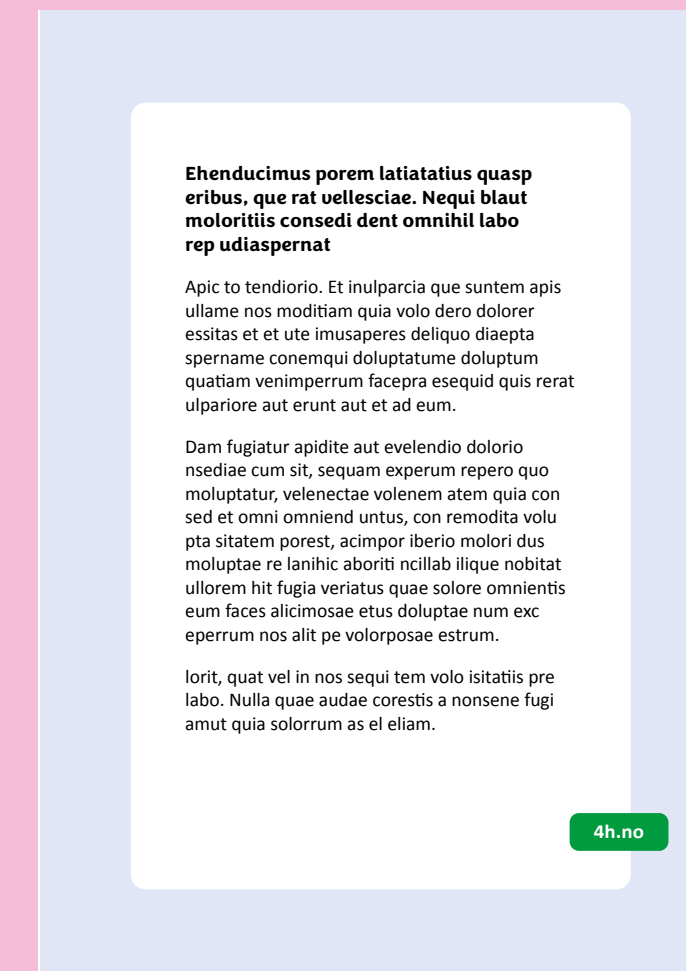 Ehenducimus porem latiatatius quasp
eribus, que rat vellesciae. Nequi blaut
moloritiis consedi dent omnihil labo
rep udiaspernat
Apic to tendiorio. Et inulparcia que suntem apis
ullame nos moditiam quia volo dero dolorer
essitas et et ute imusaperes deliquo diaepta
spername conemqui doluptatume doluptum
quatiam venimperrum facepra esequid quis rerat
ulpariore aut erunt aut et ad eum.
Dam fugiatur apidite aut evelendio dolorio
nsediae cum sit, sequam experum repero quo
moluptatur, velenectae volenem atem quia con
sed et omni omniend untus, con remodita volu
pta sitatem porest, acimpor iberio molori dus
moluptae re lanihic aboriti ncillab ilique nobitat
ullorem hit fugia veriatus quae solore omnientis
eum faces alicimosae etus doluptae num exc
eperrum nos alit pe volorposae estrum.
lorit, quat vel in nos sequi tem volo isitatiis pre
labo. Nulla quae audae corestis a nonsene fugi
amut quia solorrum as el eliam.
4h.no